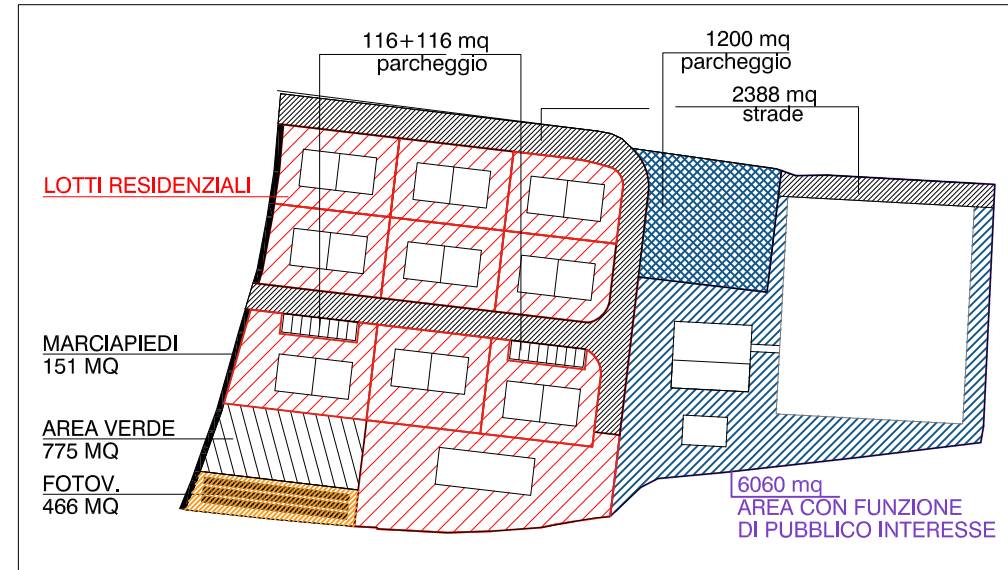 116+116 mq
parcheggio
1200 mq
parcheggio
2388 mq
strade
LOTTI RESIDENZIALI
MARCIAPIEDI
151 MQ
AREA VERDE
775 MQ
FOTOV.
466 MQ
6060 mq
AREA CON FUNZIONE
DI PUBBLICO INTERESSE